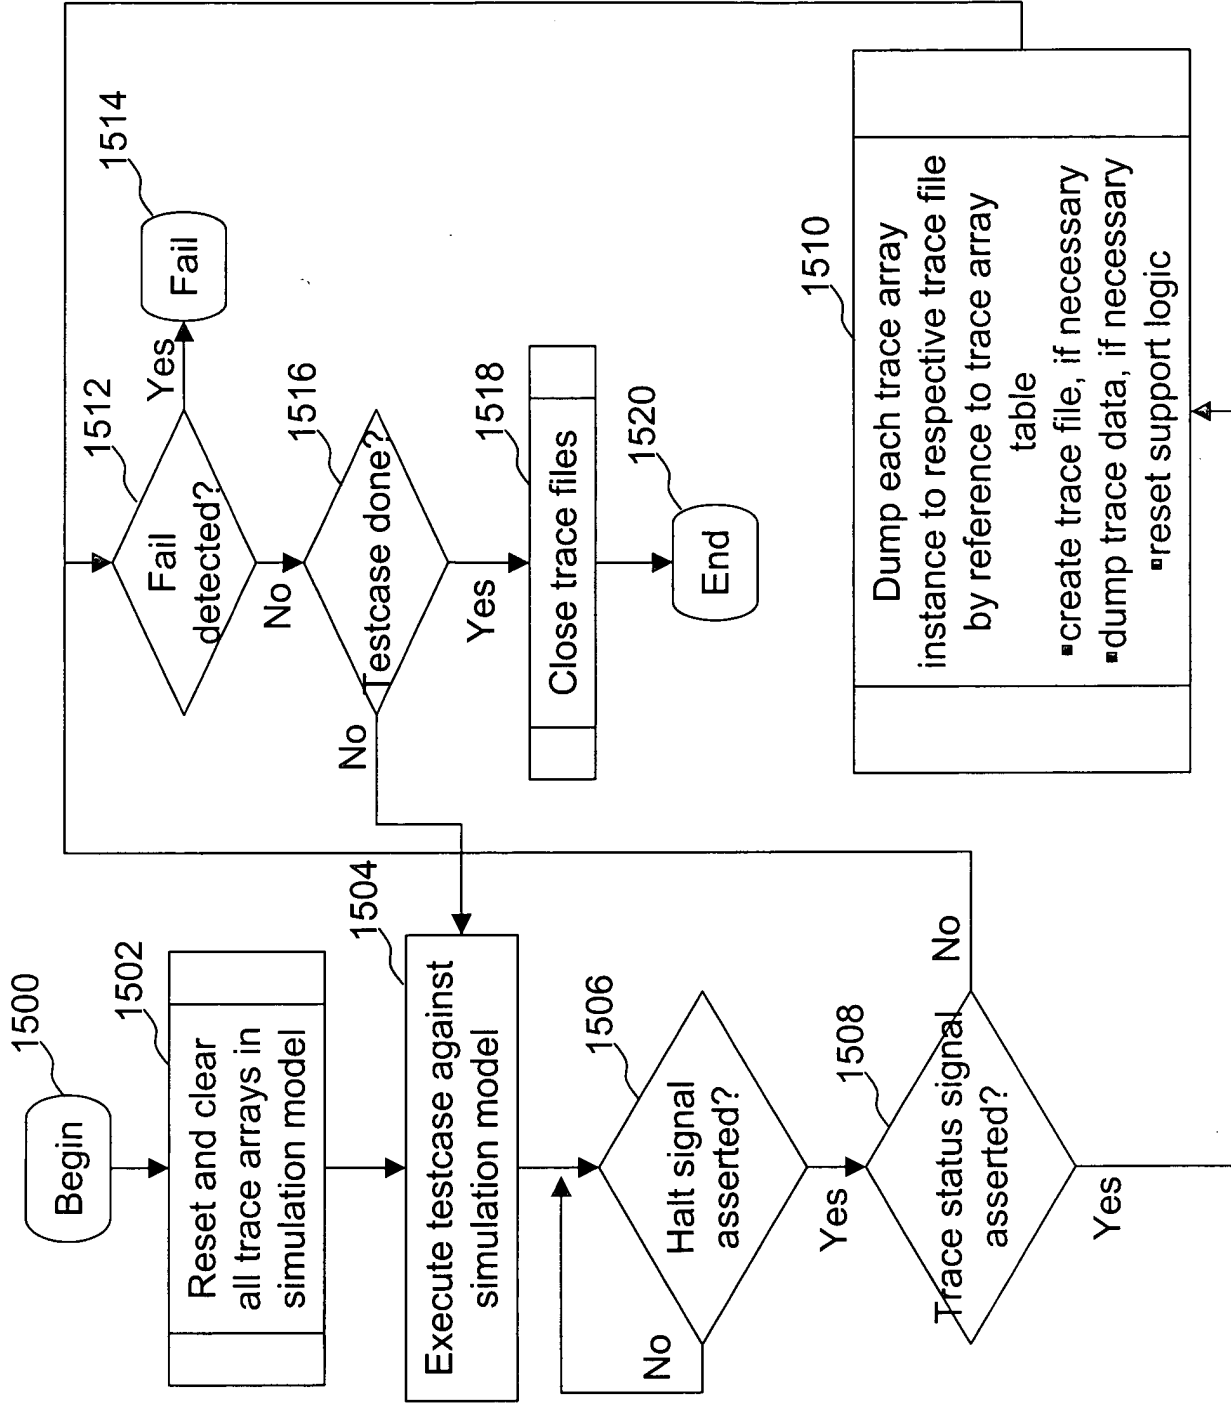 1500
Begin
1502
Reset and clear
all trace arrays in
simulation model
1504
Execute testcase against
simulation model
1506
Halt signal
asserted?
No
Yes
1508
Trace status signal
asserted?
No
Yes
1510
Dump each trace array
instance to respective trace file
by reference to trace array
table
▪create trace file, if necessary
▪dump trace data, if necessary
▪reset support logic
1512
Fail
detected?
Yes
1514
Fail
No
1516
Testcase done?
No
Yes
1518
Close trace files
1520
End